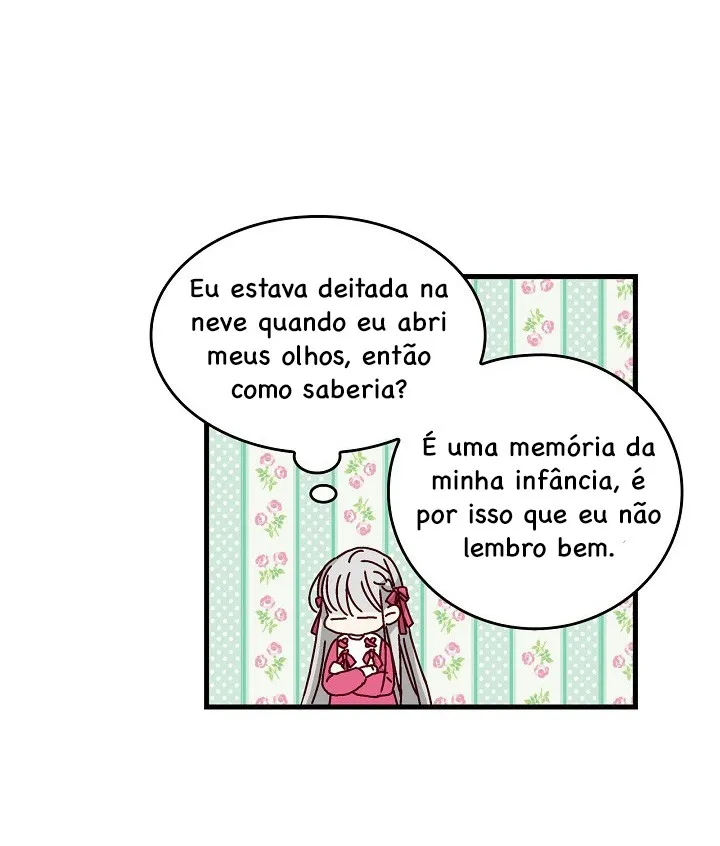 Eu estava deitada na
neve quando eu abri
meus olhos, então
como saberia?
É uma memória da
minha infância, é
por isso que eu não
lembro bem.